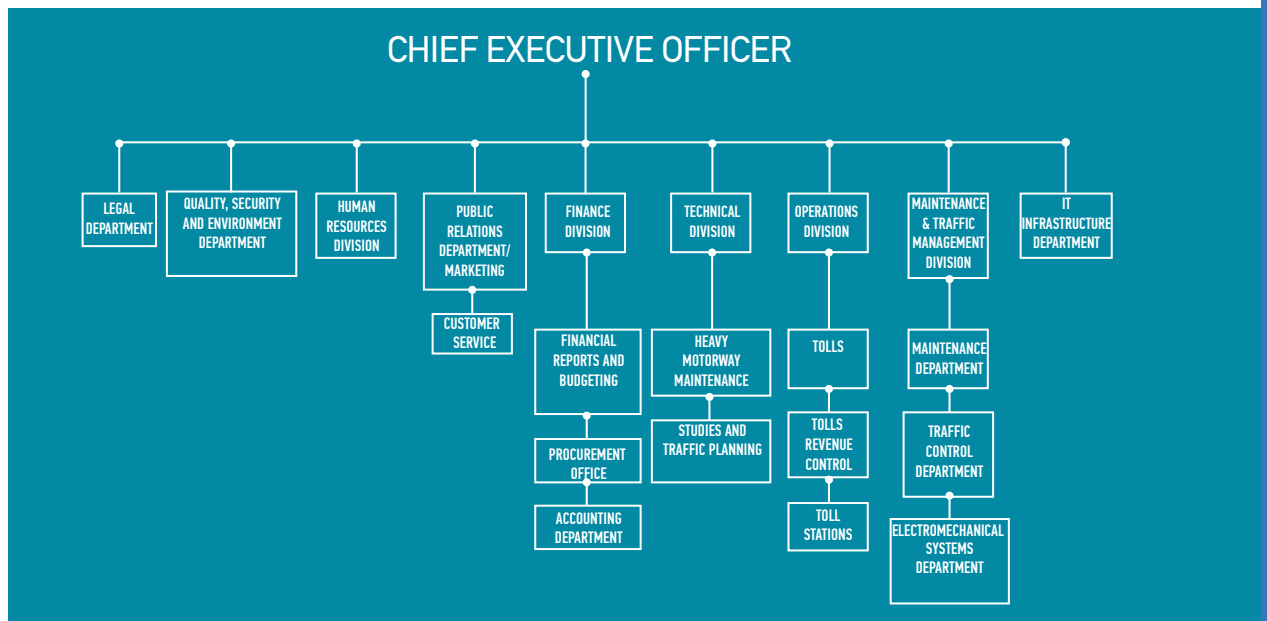 CHIEF EXECUTIVE OFFICER
LEGAL
DEPARTMENT
QUALITY, SECURITY
AND ENVIRONMENT
DEPARTMENT
HUMAN
RESOURCES
DIVISION
PUBLIC
RELATIONS
DEPARTMENT/
MARKETING
FINANCE
DIVISION
TECHNICAL
DIVISION
OPERATIONS
DIVISION
MAINTENANCE
& TRAFFIC
MANAGEMENT
DIVISION
IT
INFRASTRUCTURE
DEPARTMENT
CUSTOMER
SERVICE
FINANCIAL
REPORTS AND
BUDGETING
HEAVY
MOTORWAY
MAINTENANCE
TOLLS
MAINTENANCE
DEPARTMENT
PROCUREMENT
OFFICE
STUDIES AND
TRAFFIC PLANNING
TOLLS
REVENUE
CONTROL
TRAFFIC
CONTROL
DEPARTMENT
ACCOUNTING
DEPARTMENT
TOLL
STATIONS
ELECTROMECHANICAL
SYSTEMS
DEPARTMENT